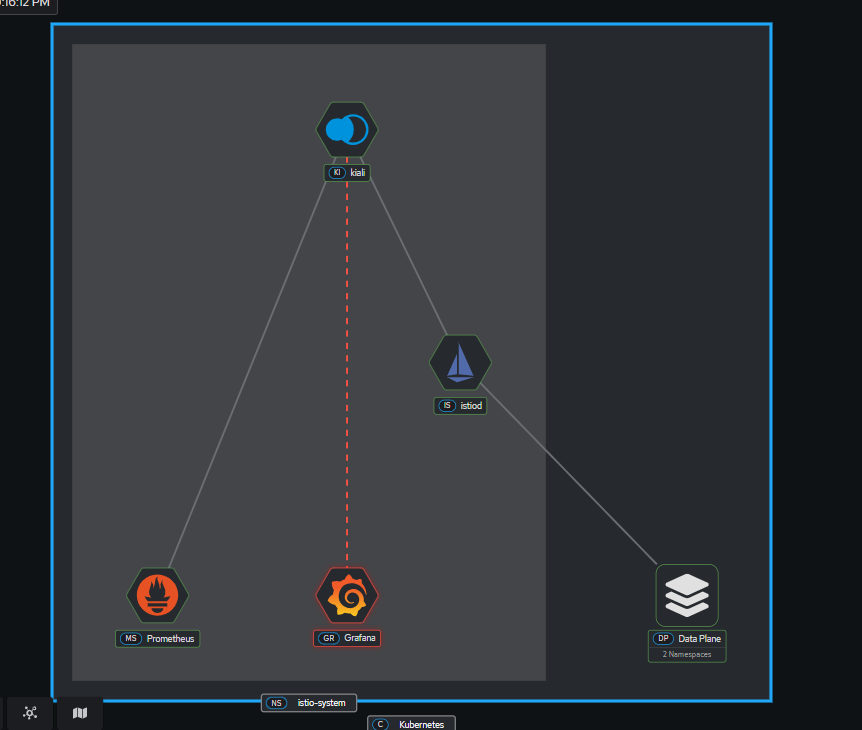 :16:12 PM
KI kiali
IS istiod
MS Prometheus
GR Grafana
DP Data Plane
2 Namespaces
NS istio-system
C Kubernetes